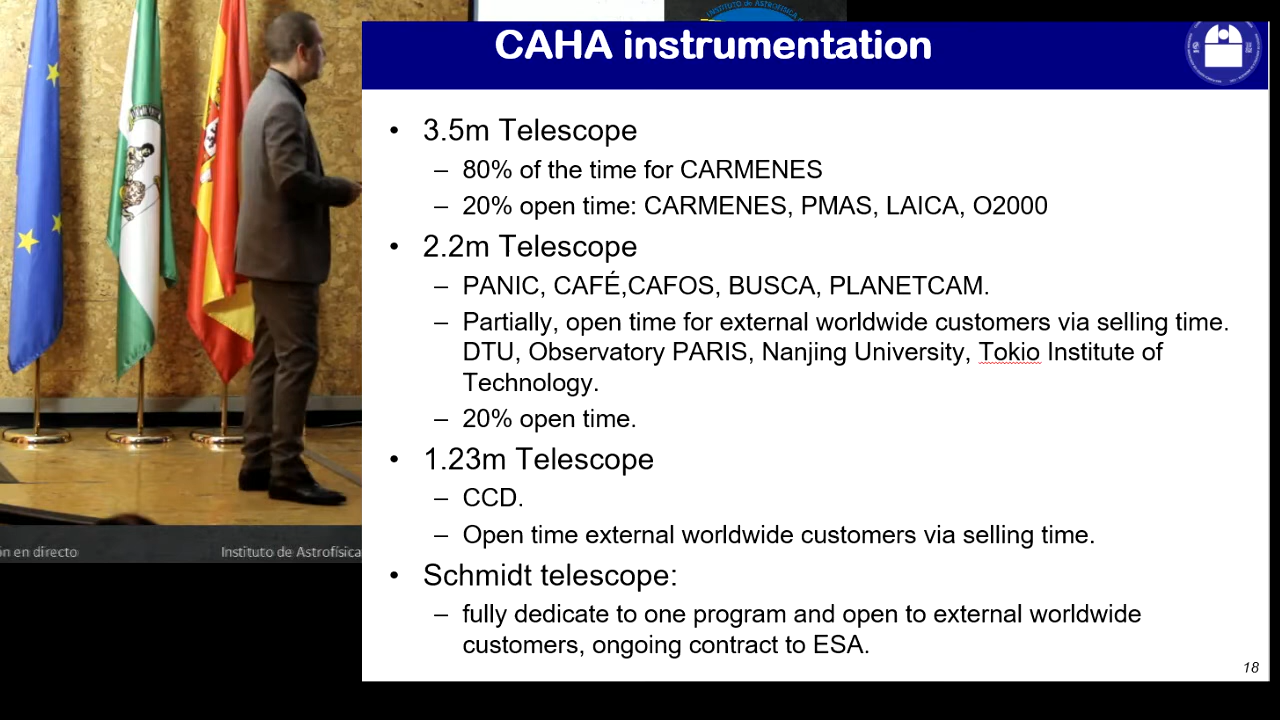 INSTITUTO de ASTROFÍSICA
CAHA instrumentation
• 3.5m Telescope
– 80% of the time for CARMENES
– 20% open time: CARMENES, PMAS, LAICA, O2000
• 2.2m Telescope
– PANIC, CAFÉ,CAFOS, BUSCA, PLANETCAM.
– Partially, open time for external worldwide customers via selling time.
DTU, Observatory PARIS, Nanjing University, Tokio Institute of
Technology.
– 20% open time.
• 1.23m Telescope
– CCD.
– Open time external worldwide customers via selling time.
• Schmidt telescope:
– fully dedicate to one program and open to external worldwide
customers, ongoing contract to ESA.
18
ón en directo
Instituto de Astrofísica